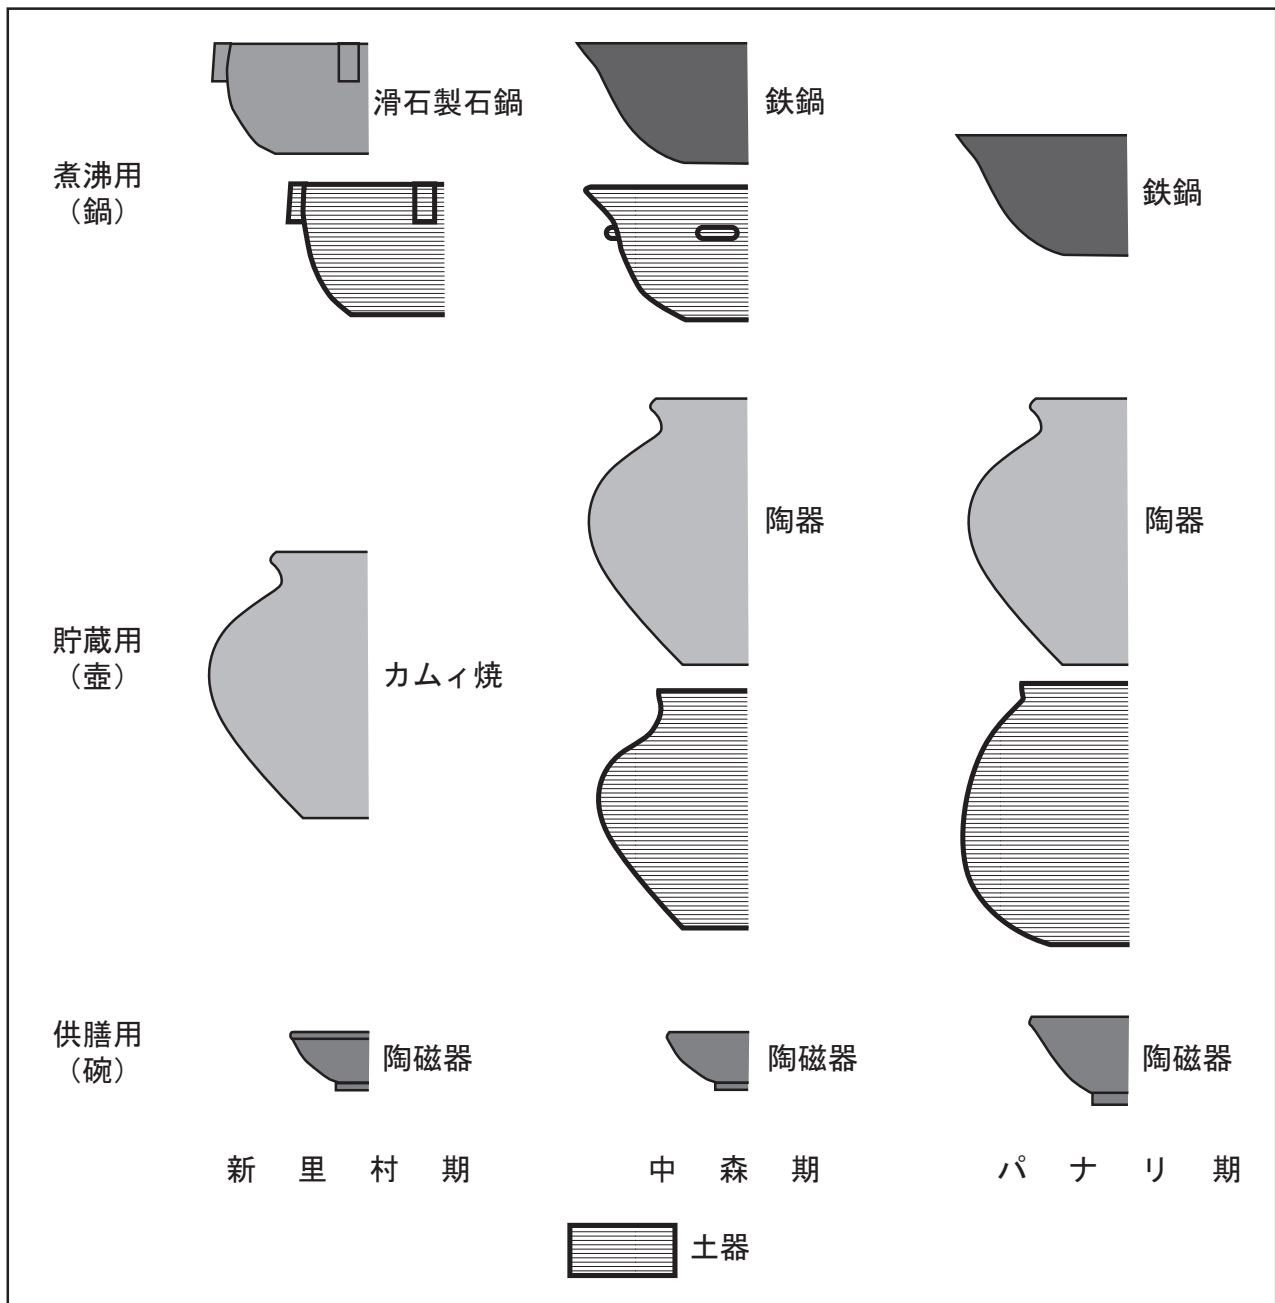 滑石製石鍋
鉄鍋
煮沸用
（鍋）
鉄鍋
陶器
陶器
貯蔵用
（壺）
カムィ焼
供膳用
（碗）
陶磁器
陶磁器
陶磁器
新里村期
中森期
パナリ期
土器